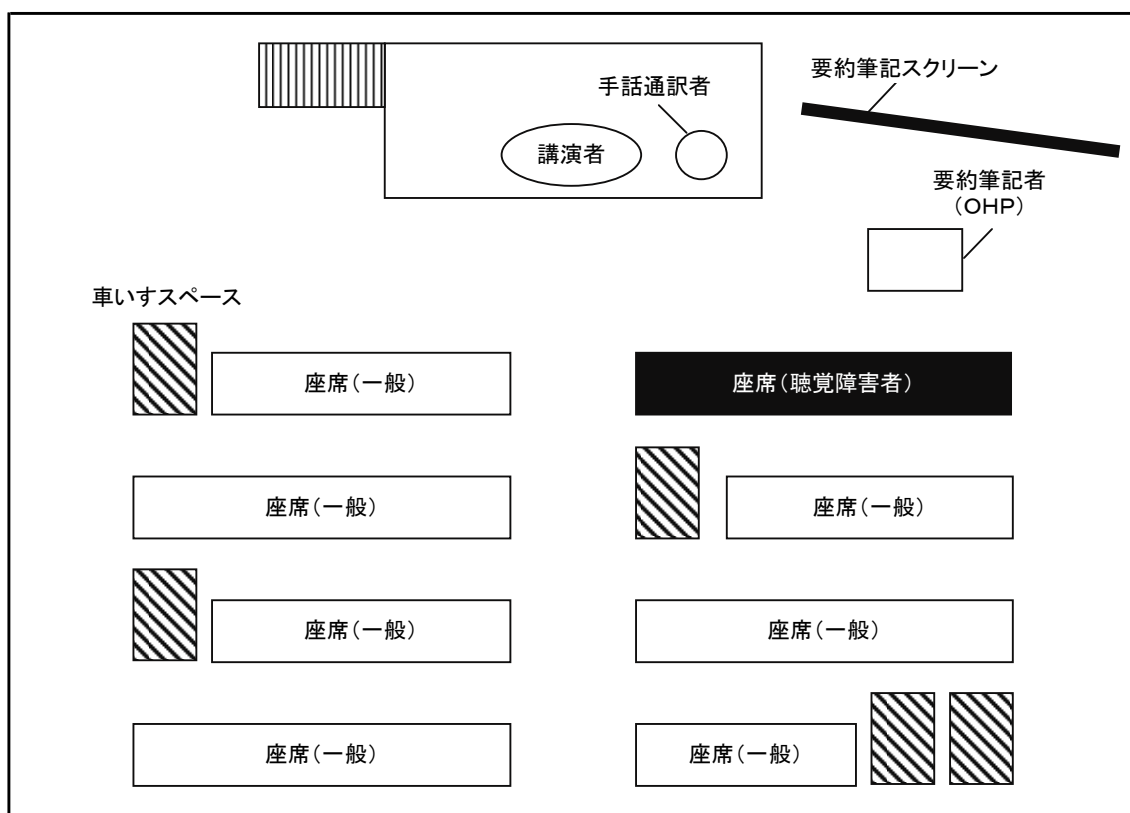 要約筆記スクリーン
手話通訳者
講演者
要約筆記者
(OHP)
車いすスペース
座席(一般)
座席(聴覚障害者)
座席(一般)
座席(一般)
座席(一般)
座席(一般)
座席(一般)
座席(一般)